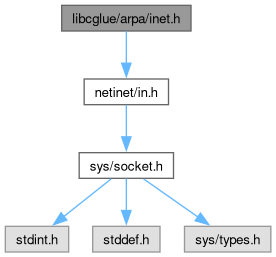 libcglue/arpa/inet.h
netinet/in.h
sys/socket.h
stdint.h
stddef.h
sys/types.h